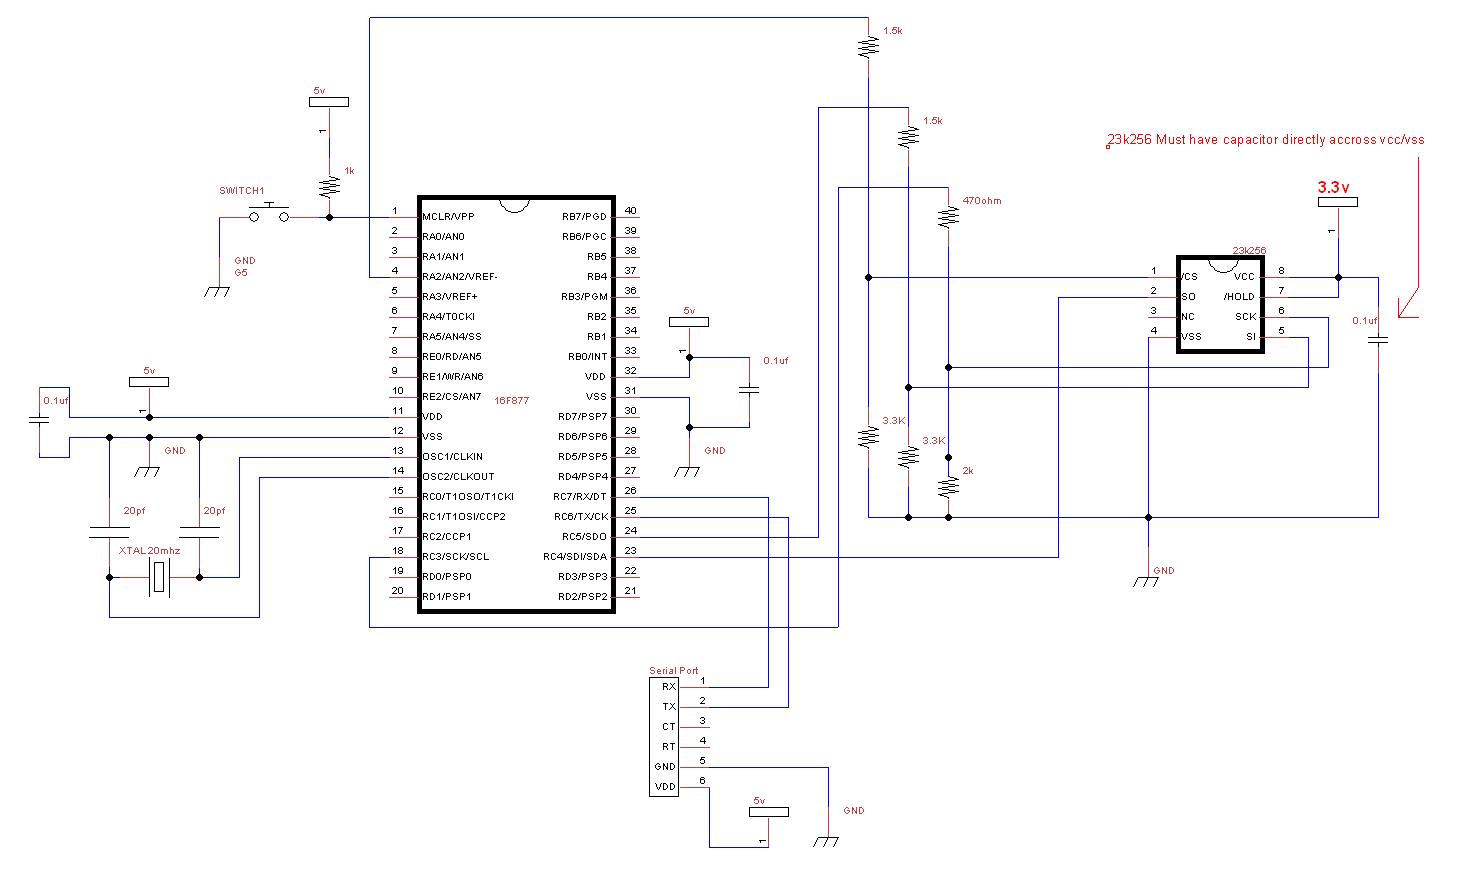 1.5k
5v
1
1k
SWITCH1
GND
G5
1.5k
23k256 Must have capacitor directly accross vcc/vss
3.3v
1
470ohm
1 MCLR/VPP RB7/PGD 40
2 RA0/AN0 RB6/PGC 39
3 RA1/AN1 RB5 38
4 RA2/AN2/VREF- RB4 37
5 RA3/VREF+ RB3/PGM 36
6 RA4/T0CKI RB2 35
7 RA5/AN4/SS RB1 34
8 RE0/RD/AN5 RB0/INT 33
9 RE1/WR/AN6 VDD 32
10 RE2/CS/AN7 VSS 31
16F877
11 VDD RD7/PSP7 30
12 VSS RD6/PSP6 29
13 OSC1/CLKIN RD5/PSP5 28
14 OSC2/CLKOUT RD4/PSP4 27
15 RC0/T1OSO/T1CKI RC7/RX/DT 26
16 RC1/T1OSI/CCP2 RC6/TX/CK 25
17 RC2/CCP1 RC5/SDO 24
18 RC3/SCK/SCL RC4/SDI/SDA 23
19 RD0/PSP0 RD3/PSP3 22
20 RD1/PSP1 RD2/PSP2 21
23k256
1 /CS VCC 8
2 SO /HOLD 7
3 NC SCK 6
4 VSS SI 5
0.1uf
5v
1
0.1uf
GND
5v
1
0.1uf
GND
20pf
20pf
XTAL20mhz
3.3K
3.3K
2k
GND
Serial Port
RX 1
TX 2
CT 3
RT 4
GND 5
VDD 6
5v
1
GND